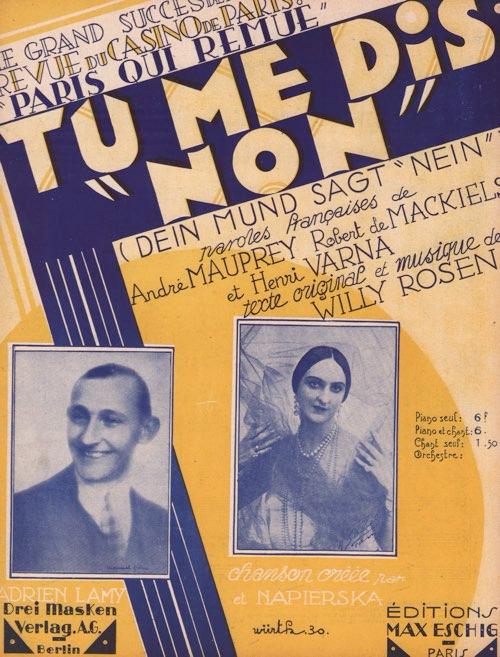 LE GRAND SUCCÈS DE LA
REVUE DU CASINO DE PARIS:
"PARIS QUI REMUE"
TU ME DIS
"NON"
(DEIN MUND SAGT "NEIN")
paroles françaises de
André MAUPREY Robert de MACKIELS
et Henri VARNA
texte original et musique de
WILLY ROSEN
Piano seul: 6f
Piano et chant: 6.
Chant seul: 1.50
Orchestre:
chanson créée par
ADRIEN LAMY et NAPIERSKA
Drei Masken
Verlag. A.G.
Berlin
würth. 30.
ÉDITIONS
MAX ESCHIG
PARIS